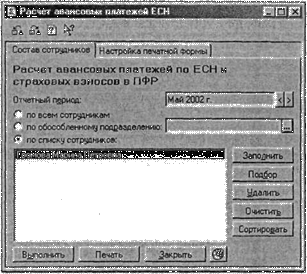 Расчет авансовых платежей ЕСН
Состав сотрудников Настройка печатной формы
Расчет авансовых платежей по ЕСН и
страховых взносов в ПФР
Отчетный период: Май 2002 г.
по всем сотрудникам
по обособленному подразделению:
по списку сотрудников:
Заполнить
Подбор
Удалить
Очистить
Сортировать
Выполнить Печать Закрыть